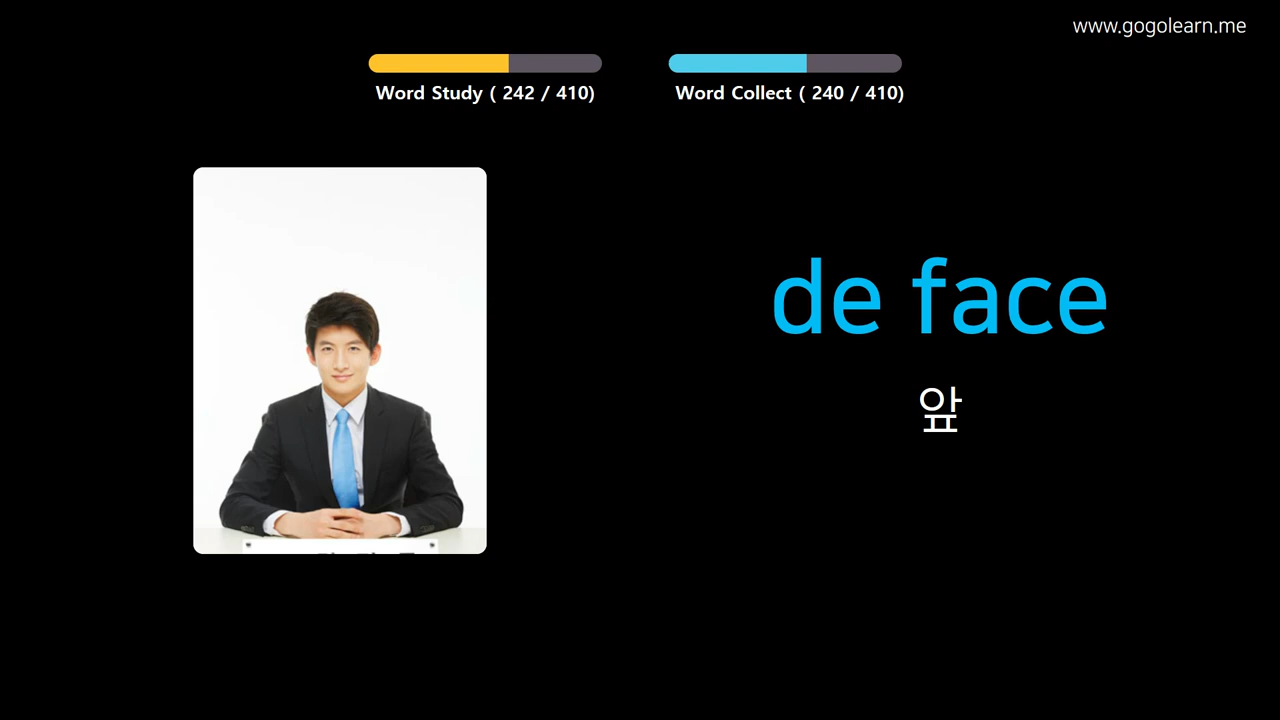 www.gogolearn.me
Word Study ( 242 / 410)
Word Collect ( 240 / 410)
de face
앞